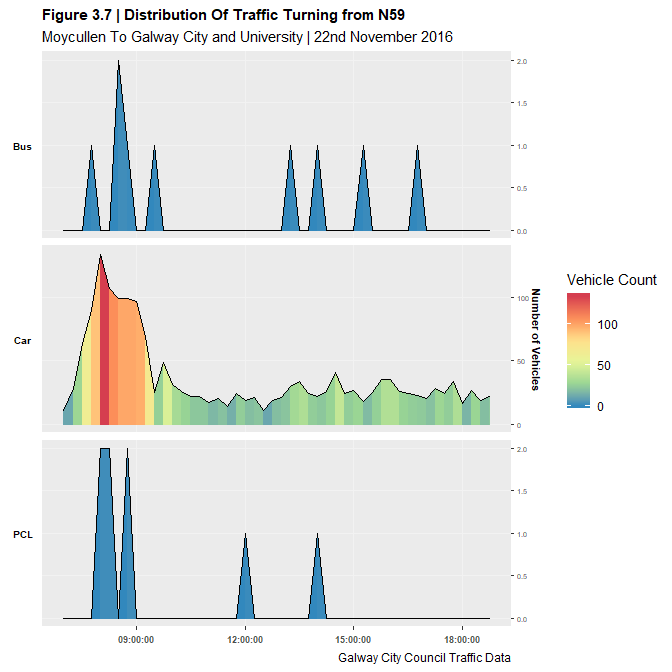 Figure 3.7 | Distribution Of Traffic Turning from N59
Moycullen To Galway City and University | 22nd November 2016
Bus
2.0
1.5
1.0
0.5
0.0
Car
100
50
0
Number of Vehicles
PCL
2.0
1.5
1.0
0.5
0.0
09:00:00 12:00:00 15:00:00 18:00:00
Galway City Council Traffic Data
Vehicle Count
100
50
0